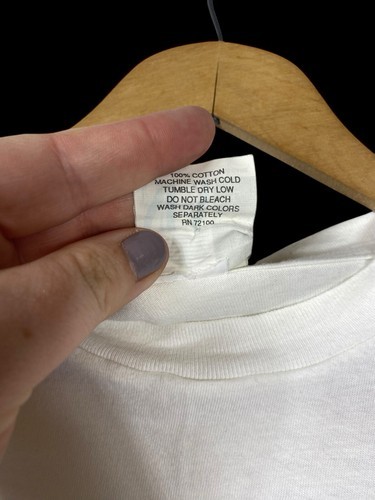 100% COTTON
MACHINE WASH COLD
TUMBLE DRY LOW
DO NOT BLEACH
WASH DARK COLORS
SEPARATELY
RN 72100